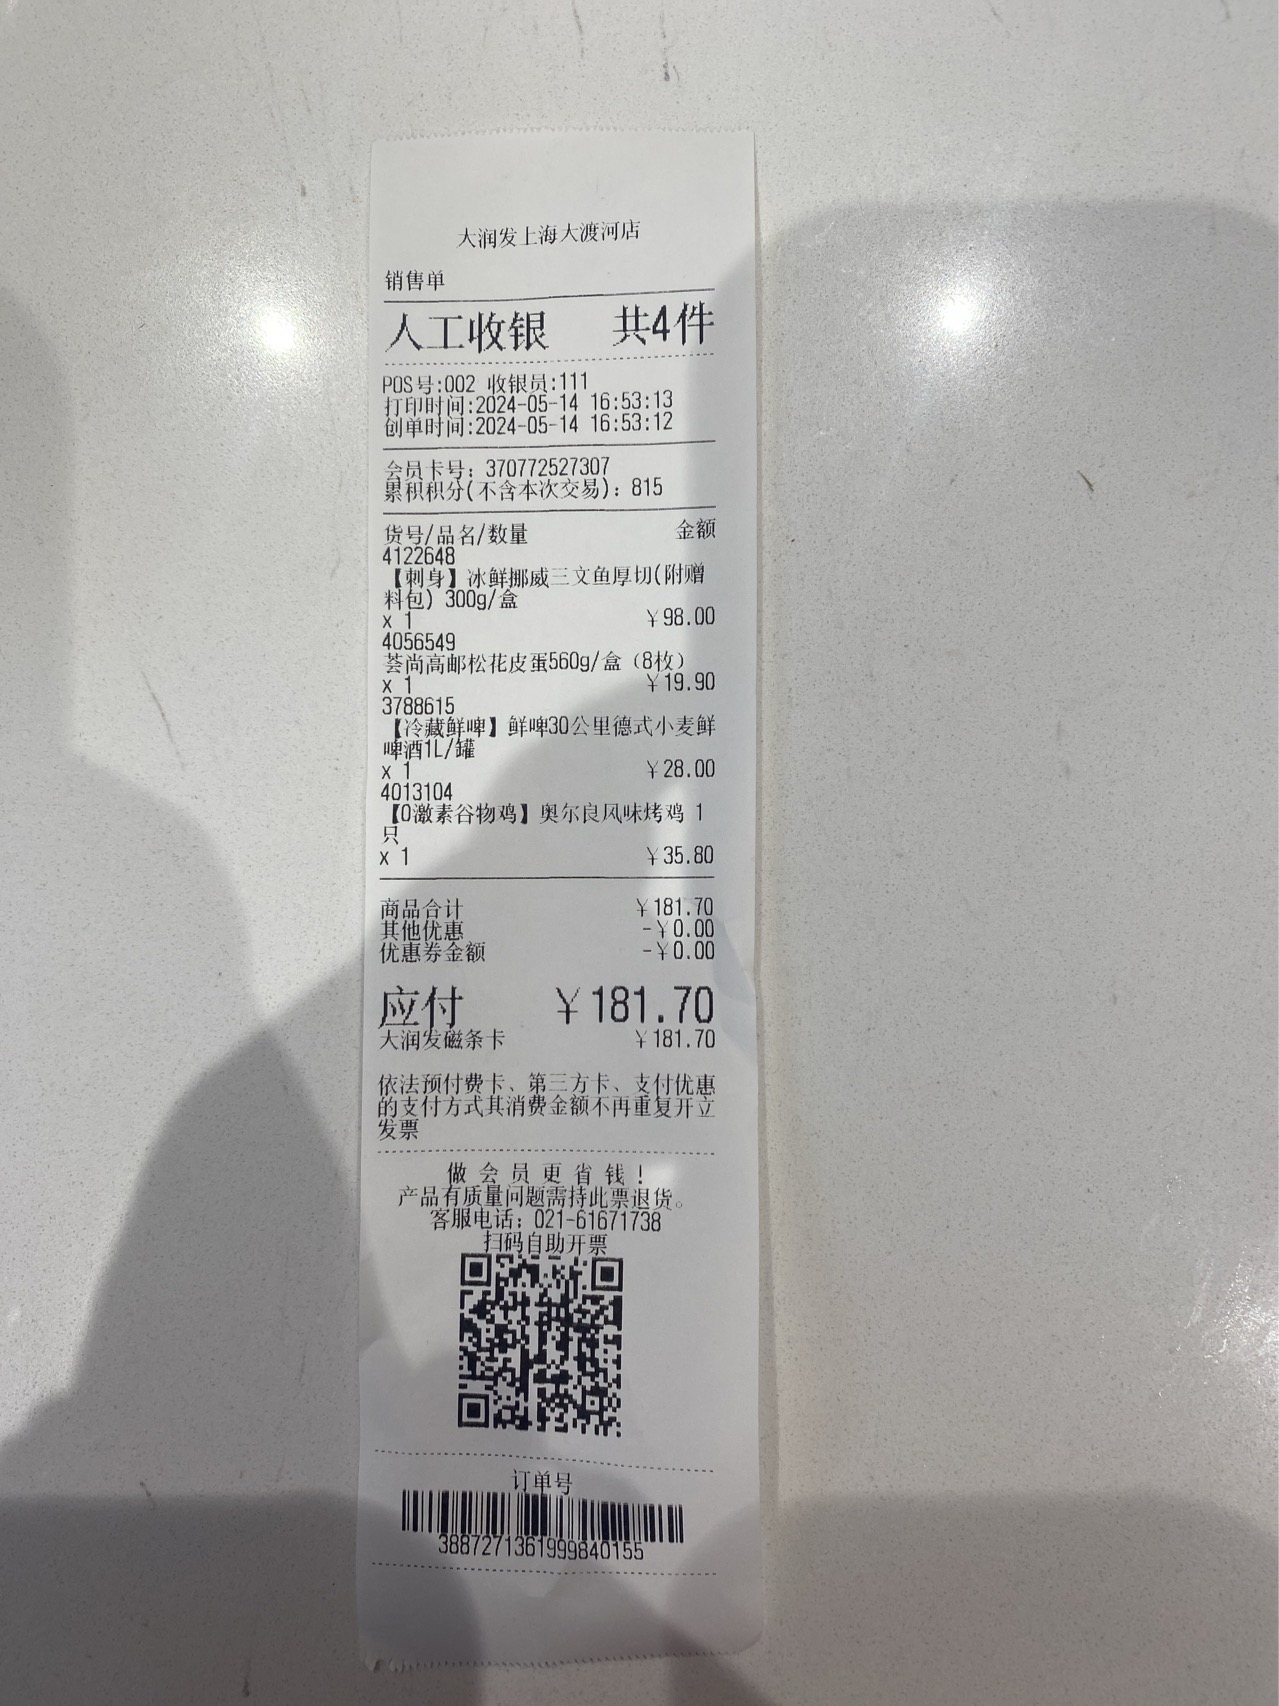 大润发上海大渡河店
销售单
人工收银 共4件
POS号:002 收银员:111
打印时间:2024-05-14 16:53:13
创单时间:2024-05-14 16:53:12
会员卡号：370772527307
累积积分(不含本次交易)：815
货号/品名/数量 金额
4122648
【刺身】冰鲜挪威三文鱼厚切(附赠
料包) 300g/盒
x 1 ￥98.00
4056549
荟尚高邮松花皮蛋560g/盒（8枚）
x 1 ￥19.90
3788615
【冷藏鲜啤】鲜啤30公里德式小麦鲜
啤酒1L/罐
x 1 ￥28.00
4013104
【0激素谷物鸡】奥尔良风味烤鸡 1
只
x 1 ￥35.80
商品合计 ￥181.70
其他优惠 -￥0.00
优惠券金额 -￥0.00
应付 ￥181.70
大润发磁条卡 ￥181.70
依法预付费卡、第三方卡、支付优惠
的支付方式其消费金额不再重复开立
发票
做会员更省钱！
产品有质量问题需持此票退货。
客服电话：021-61671738
扫码自助开票
订单号
3887271361999840155